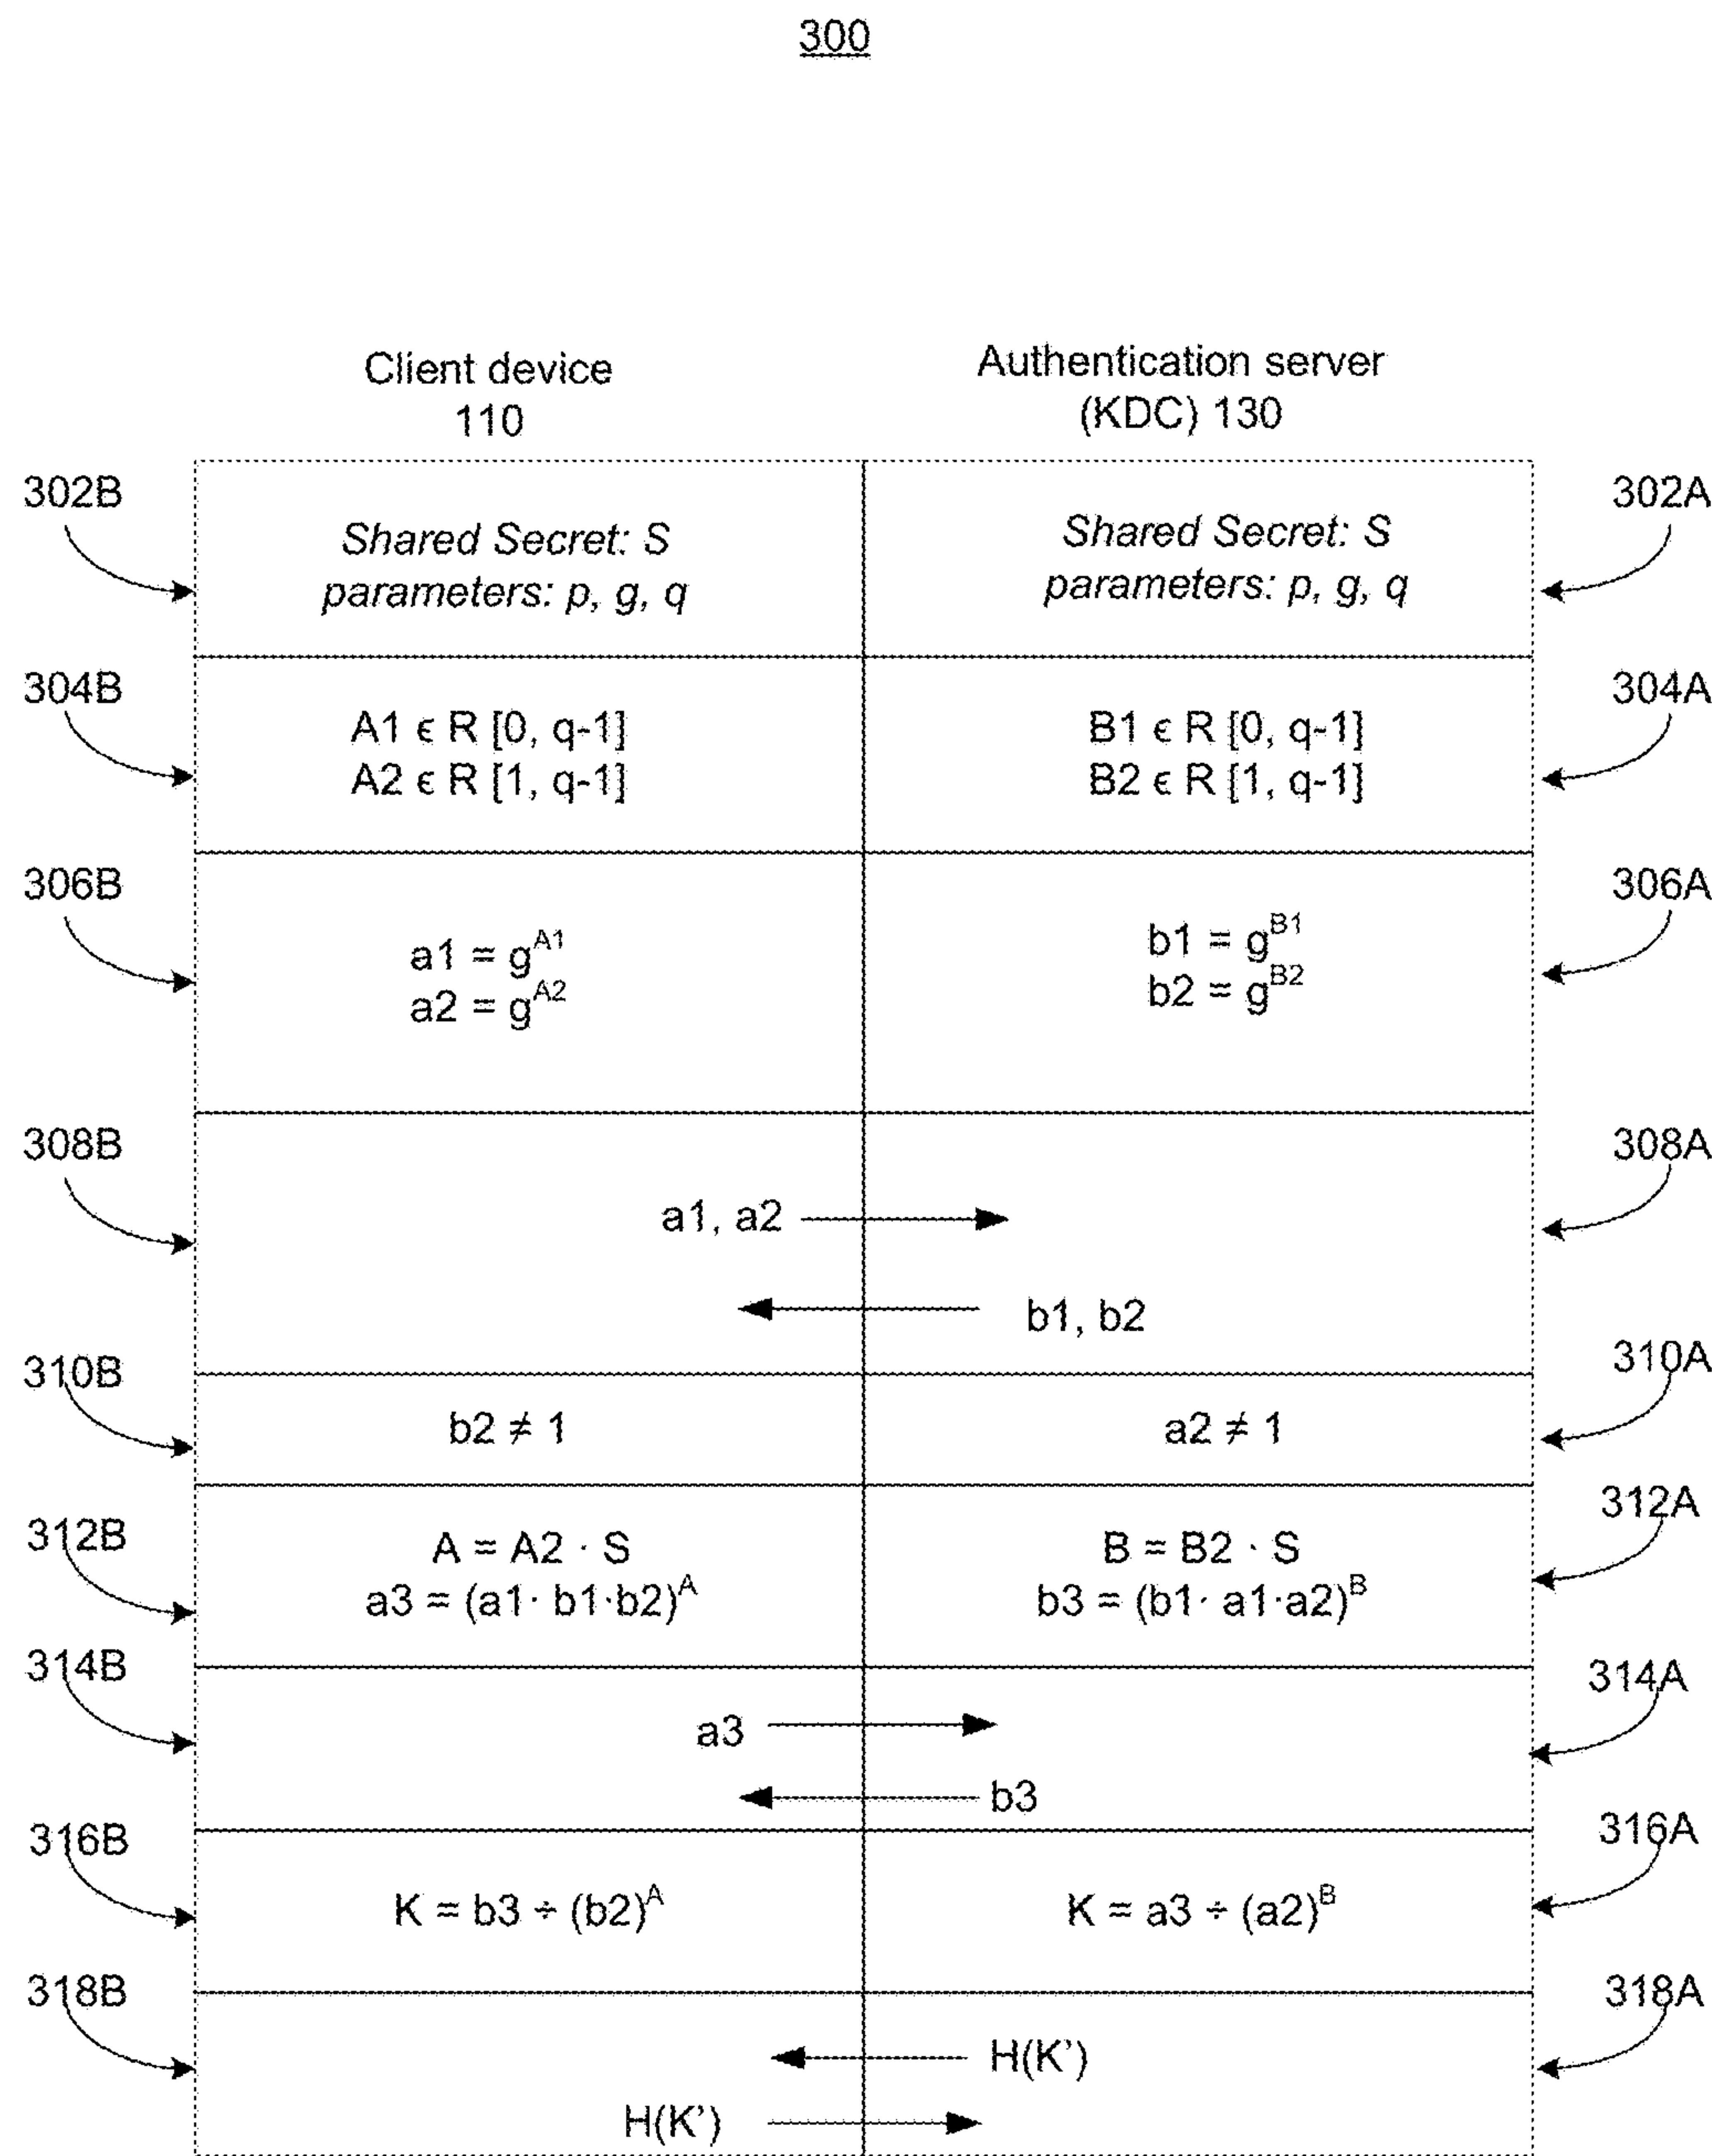 300
Client device
110
Authentication server
(KDC) 130
302B
Shared Secret: S
parameters: p, g, q
Shared Secret: S
parameters: p, g, q
302A
304B
A1 ϵ R [0, q-1]
A2 ϵ R [1, q-1]
B1 ϵ R [0, q-1]
B2 ϵ R [1, q-1]
304A
306B
a1 = g^A1
a2 = g^A2
b1 = g^B1
b2 = g^B2
306A
308B
a1, a2
b1, b2
308A
310B
b2 ≠ 1
a2 ≠ 1
310A
312B
A = A2 · S
a3 = (a1· b1·b2)^A
B = B2 · S
b3 = (b1· a1·a2)^B
312A
314B
a3
b3
314A
316B
K = b3 ÷ (b2)^A
K = a3 ÷ (a2)^B
316A
318B
H(K’)
H(K’)
318A